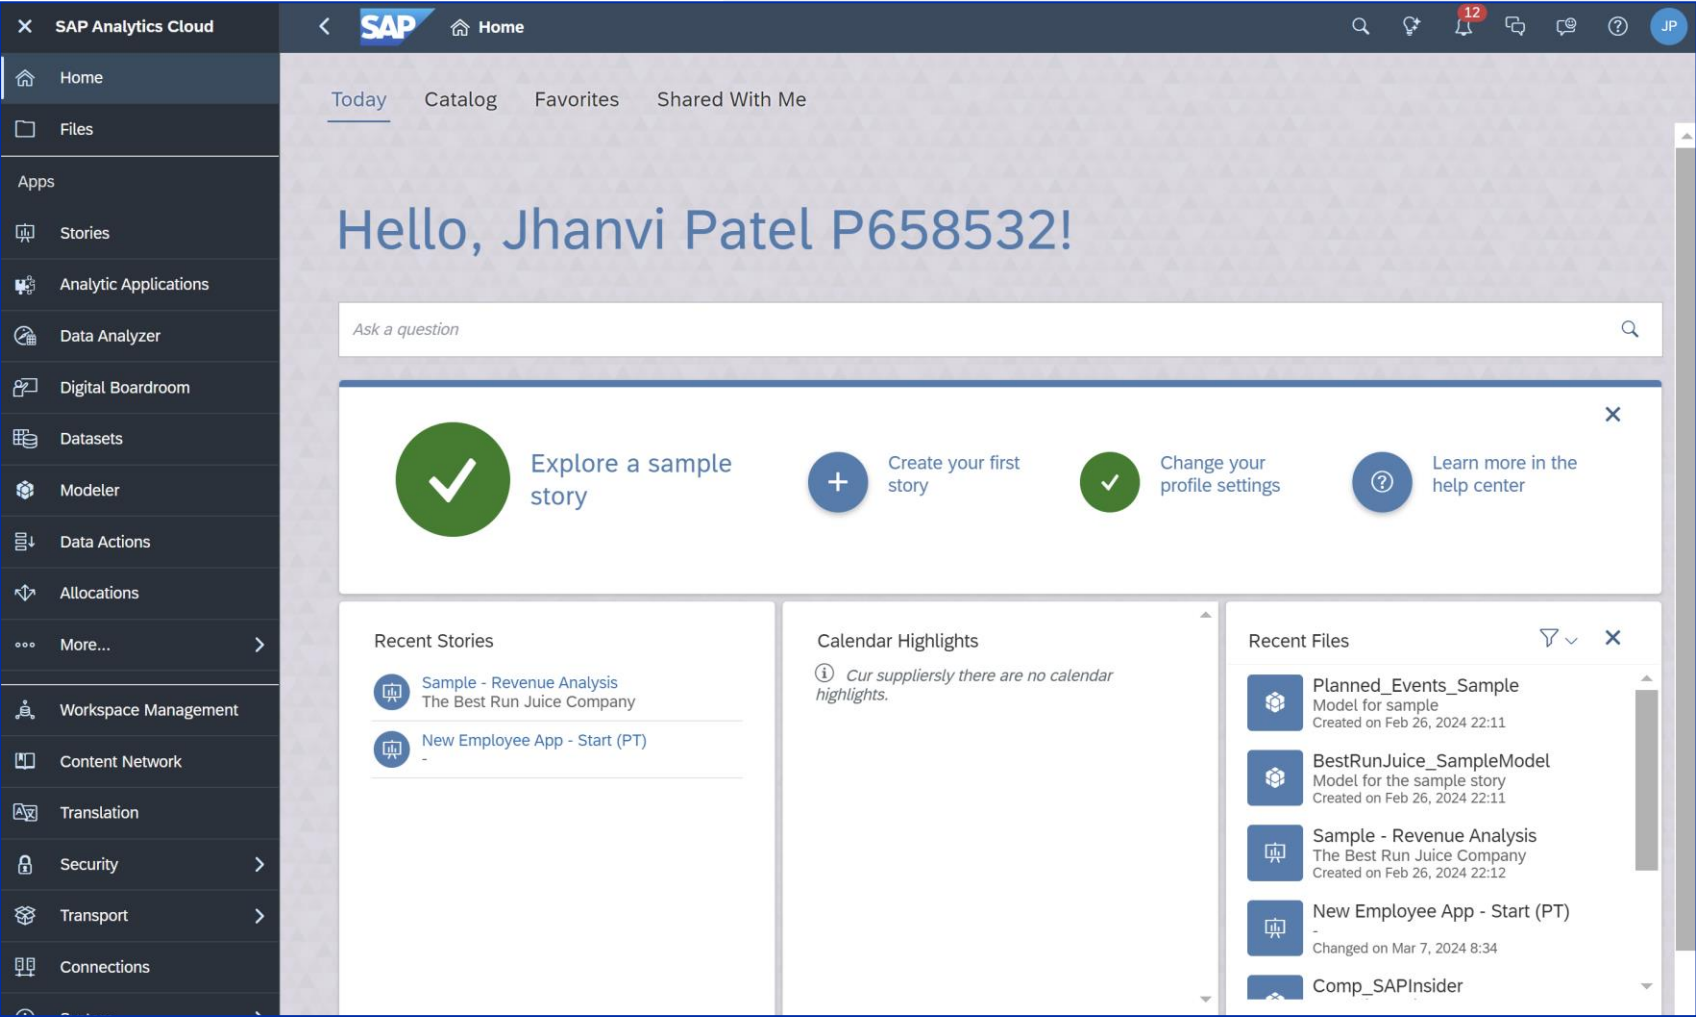 SAP Analytics Cloud
SAP
Home
12
JP
Home
Files
Apps
Stories
Analytic Applications
Data Analyzer
Digital Boardroom
Datasets
Modeler
Data Actions
Allocations
More...
Workspace Management
Content Network
Translation
Security
Transport
Connections
Today
Catalog
Favorites
Shared With Me
Hello, Jhanvi Patel P658532!
Ask a question
Explore a sample
story
Create your first
story
Change your
profile settings
Learn more in the
help center
Recent Stories
Sample - Revenue Analysis
The Best Run Juice Company
New Employee App - Start (PT)
-
Calendar Highlights
Cur suppliersly there are no calendar
highlights.
Recent Files
Planned_Events_Sample
Model for sample
Created on Feb 26, 2024 22:11
BestRunJuice_SampleModel
Model for the sample story
Created on Feb 26, 2024 22:11
Sample - Revenue Analysis
The Best Run Juice Company
Created on Feb 26, 2024 22:12
New Employee App - Start (PT)
-
Changed on Mar 7, 2024 8:34
Comp_SAPInsider